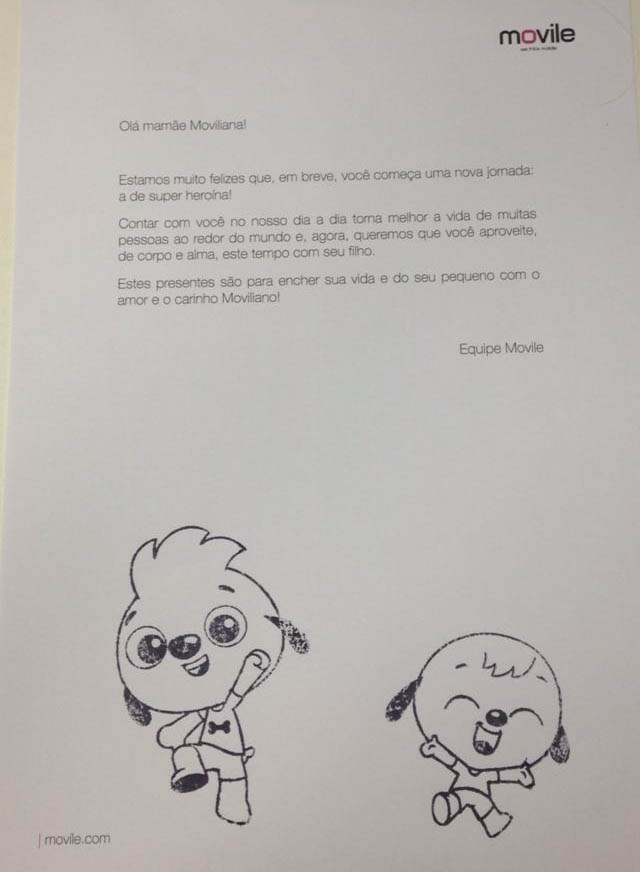 movile
Olá mamãe Moviliana!
Estamos muito felizes que, em breve, você começa uma nova jornada:
a de super heroína!
Contar com você no nosso dia a dia torna melhor a vida de muitas
pessoas ao redor do mundo e, agora, queremos que você aproveite,
de corpo e alma, este tempo com seu filho.
Estes presentes são para encher sua vida e do seu pequeno com o
amor e o carinho Moviliano!
Equipe Movile
| movile.com